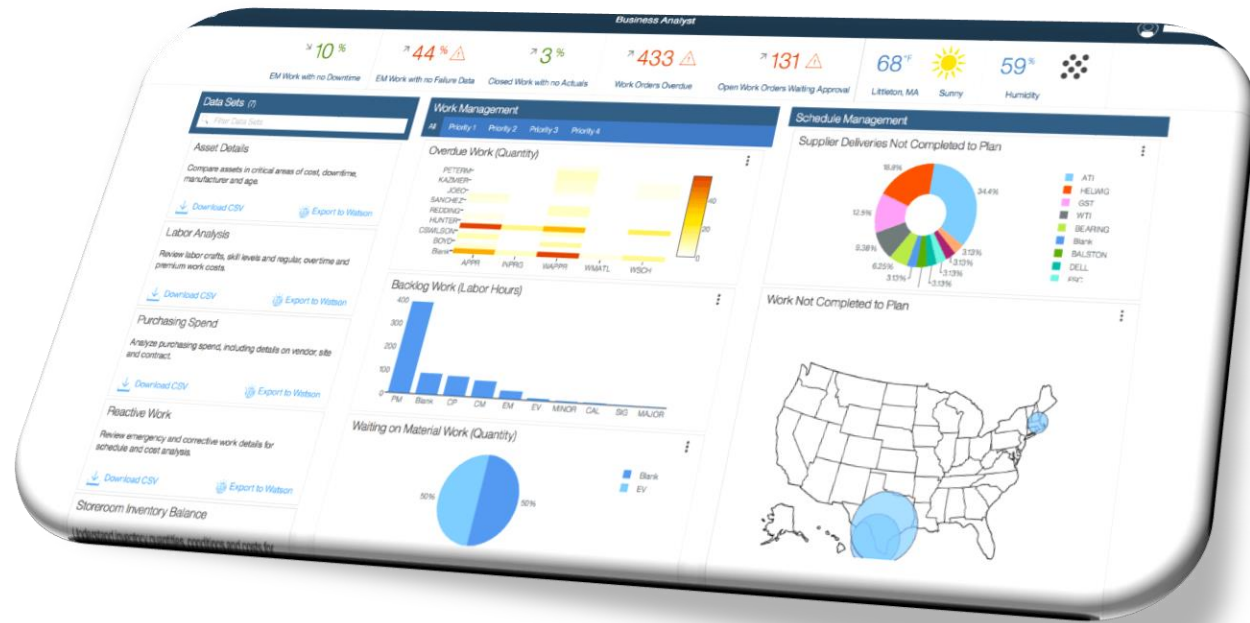 Business Analyst
10 %
EM Work with no Downtime
44 %
EM Work with no Failure Data
3 %
Closed Work with no Actuals
433
Work Orders Overdue
131
Open Work Orders Waiting Approval
68 °F
Littleton, MA
Sunny
59 %
Humidity
Data Sets (7)
Filter Data Sets
Asset Details
Compare assets in critical areas of cost, downtime,
manufacturer and age.
Download CSV
Export to Watson
Labor Analysis
Review labor crafts, skill levels and regular, overtime and
premium work costs.
Download CSV
Export to Watson
Purchasing Spend
Analyze purchasing spend, including details on vendor, site
and contract.
Download CSV
Export to Watson
Reactive Work
Review emergency and corrective work details for
schedule and cost analysis.
Download CSV
Export to Watson
Storeroom Inventory Balance
Understand inventory quantities, conditions and costs for
Work Management
All Priority 1 Priority 2 Priority 3 Priority 4
Overdue Work (Quantity)
PETERM
KAZMIER
SANCHEZ
REDDING
HUNTER
BOYD
Blank
APPR INPRG WAPPR WMATL WSCH
40
20
0
Backlog Work (Labor Hours)
400
300
200
100
0
PM Blank CP CM EM EV MINOR CAL SIG MAJOR
Waiting on Material Work (Quantity)
50%
50%
Blank
EV
Schedule Management
Supplier Deliveries Not Completed to Plan
18.8%
34.4%
12.5%
9.38%
6.25%
3.13%
3.13%
3.13%
3.13%
3.13%
ATI
HELWIG
GST
WTI
BEARING
Blank
BALSTON
DELL
Work Not Completed to Plan